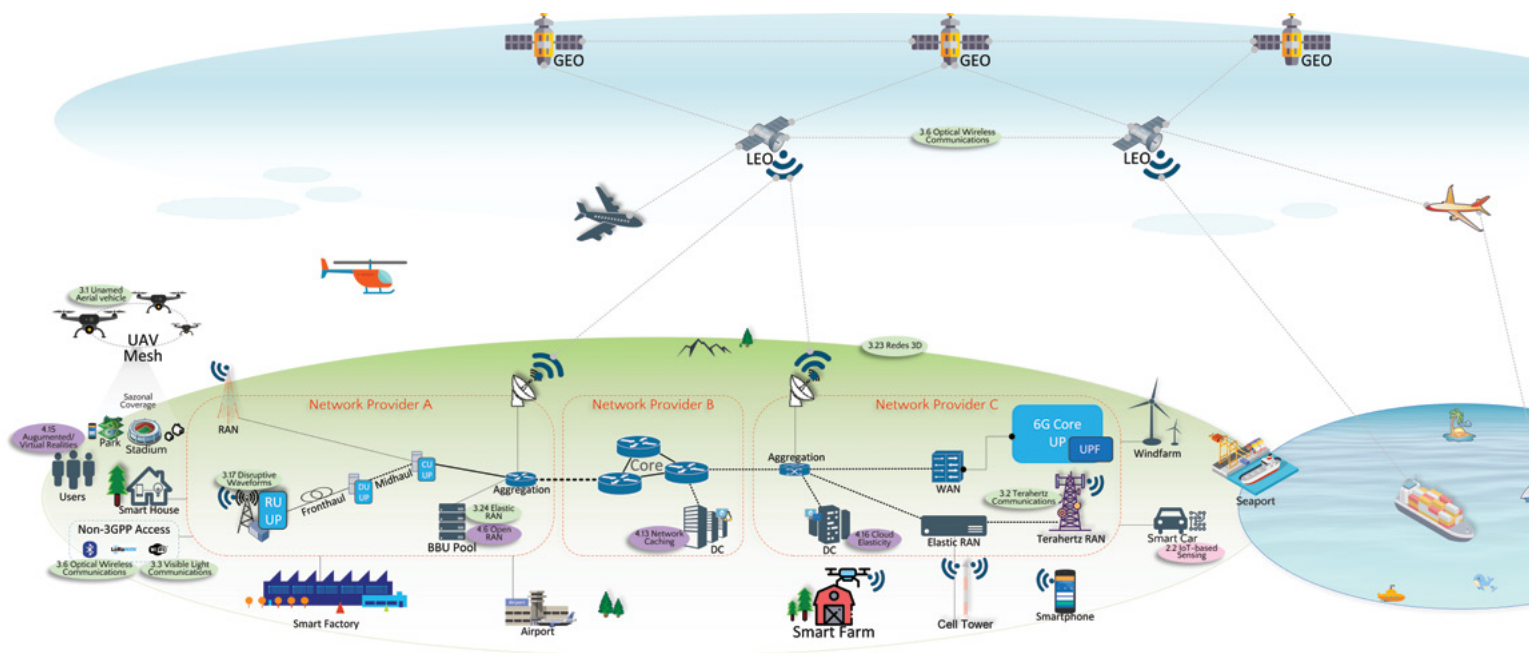 GEO
GEO
GEO
LEO
3.6 Optical Wireless
Communications
LEO
3.1 Unamed
Aerial vehicle
UAV
Mesh
3.23 Redes 3D
Sazonal
Coverage
RAN
Network Provider A
Network Provider B
Network Provider C
4.15
Augumented/
Virtual Realities
Park
Stadium
Users
Smart House
3.17 Disruptive
Waveforms
RU
UP
Fronthaul
DU
UP
Midhaul
CU
UP
Aggregation
Core
Aggregation
WAN
6G Core
UP
UPF
Windfarm
Seaport
3.24 Elastic
RAN
4.6 Open
RAN
BBU Pool
4.13 Network
Caching
DC
DC
4.16 Cloud
Elasticity
Elastic RAN
3.2 Terahertz
Communications
Terahertz RAN
Smart Car
2.2 IoT-based
Sensing
Non-3GPP Access
LoRaWAN
Wi Fi
3.6 Optical Wireless
Communications
3.3 Visible Light
Communications
Smart Factory
Airport
Airport
Smart Farm
Cell Tower
Smartphone